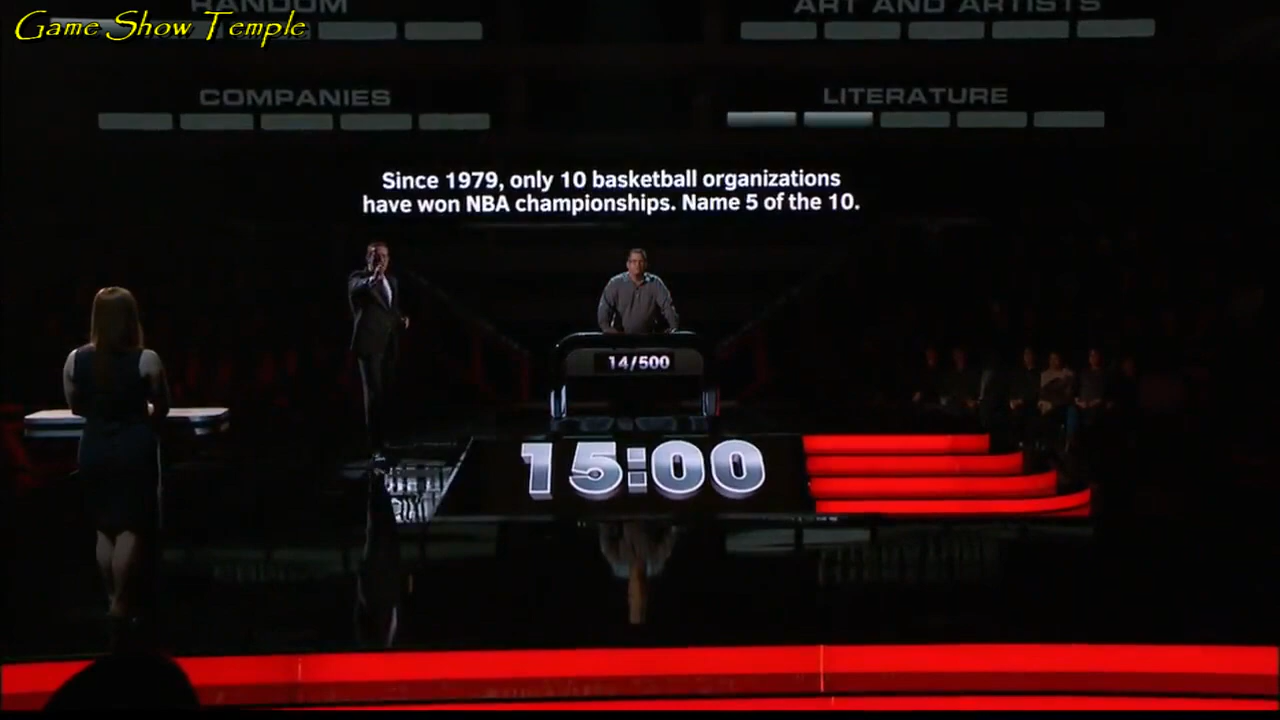 RANDOM
ART AND ARTISTS
Game Show Temple
COMPANIES
LITERATURE
Since 1979, only 10 basketball organizations
have won NBA championships. Name 5 of the 10.
14/500
15:00